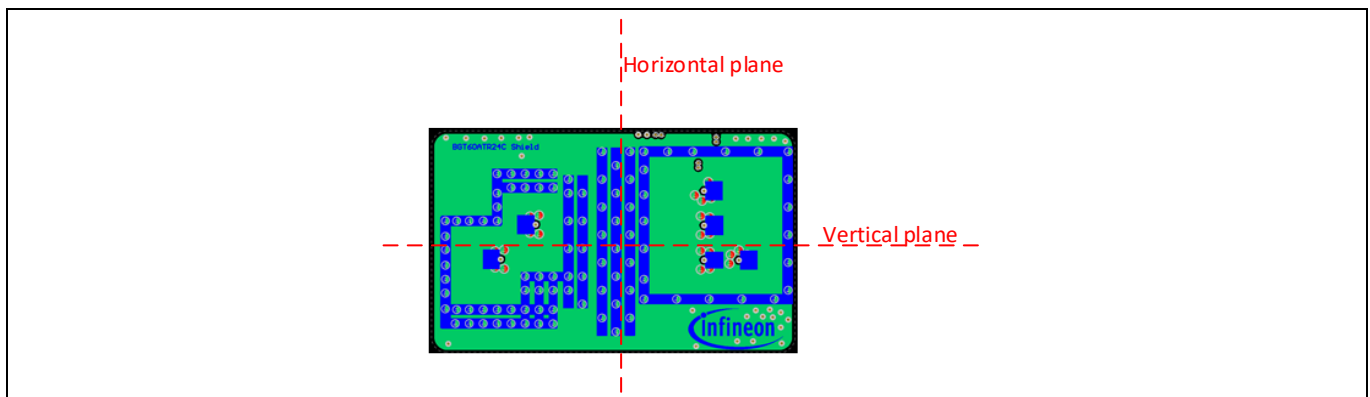 Horizontal plane
BGT60ATR24C Shield
Vertical plane
infineon